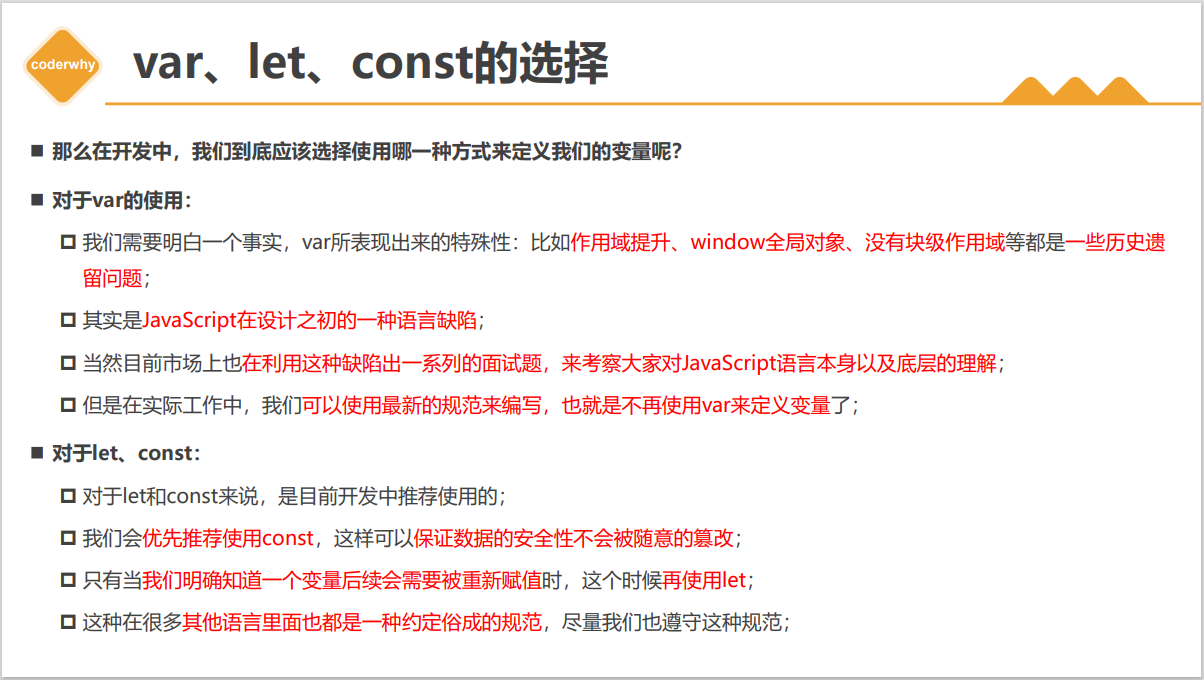 coderwhy
var、let、const的选择
■ 那么在开发中，我们到底应该选择使用哪一种方式来定义我们的变量呢？
■ 对于var的使用：
我们需要明白一个事实，var所表现出来的特殊性：比如作用域提升、window全局对象、没有块级作用域等都是一些历史遗
留问题；
其实是JavaScript在设计之初的一种语言缺陷；
当然目前市场上也在利用这种缺陷出一系列的面试题，来考察大家对JavaScript语言本身以及底层的理解；
但是在实际工作中，我们可以使用最新的规范来编写，也就是不再使用var来定义变量了；
■ 对于let、const：
对于let和const来说，是目前开发中推荐使用的；
我们会优先推荐使用const，这样可以保证数据的安全性不会被随意的篡改；
只有当我们明确知道一个变量后续会需要被重新赋值时，这个时候再使用let；
这种在很多其他语言里面也都是一种约定俗成的规范，尽量我们也遵守这种规范；